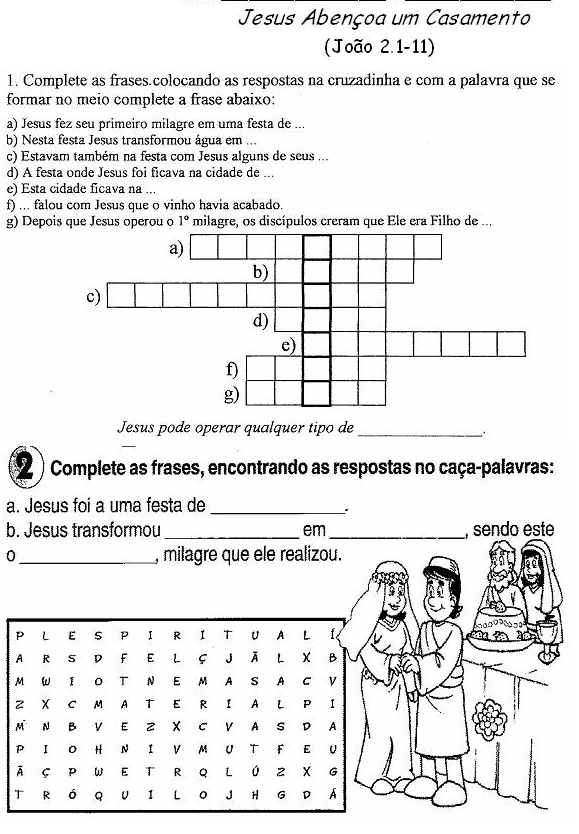 Jesus Abençoa um Casamento
(João 2.1-11)
1. Complete as frases.colocando as respostas na cruzadinha e com a palavra que se
formar no meio complete a frase abaixo:
a) Jesus fez seu primeiro milagre em uma festa de ...
b) Nesta festa Jesus transformou água em ...
c) Estavam também na festa com Jesus alguns de seus ...
d) A festa onde Jesus foi ficava na cidade de ...
e) Esta cidade ficava na ...
f) ... falou com Jesus que o vinho havia acabado.
g) Depois que Jesus operou o 1º milagre, os discípulos creram que Ele era Filho de ...
a)
b)
c)
d)
e)
f)
g)
Jesus pode operar qualquer tipo de ________________.
2 Complete as frases, encontrando as respostas no caça-palavras:
a. Jesus foi a uma festa de ________________.
b. Jesus transformou ________________ em ________________, sendo este
o ________________, milagre que ele realizou.
P L E S P I R I T U A L Í
A R S D F E L Ç J Ã L X B
M W I O T N E M A S A C V
Z X C M A T E R I A L P I
M N B V E Z X C V A S D A
P I O H N I V M U T F E U
Ã Ç P W E T R Q L Ú Z X G
T R Ó Q U I L O J H G D Á